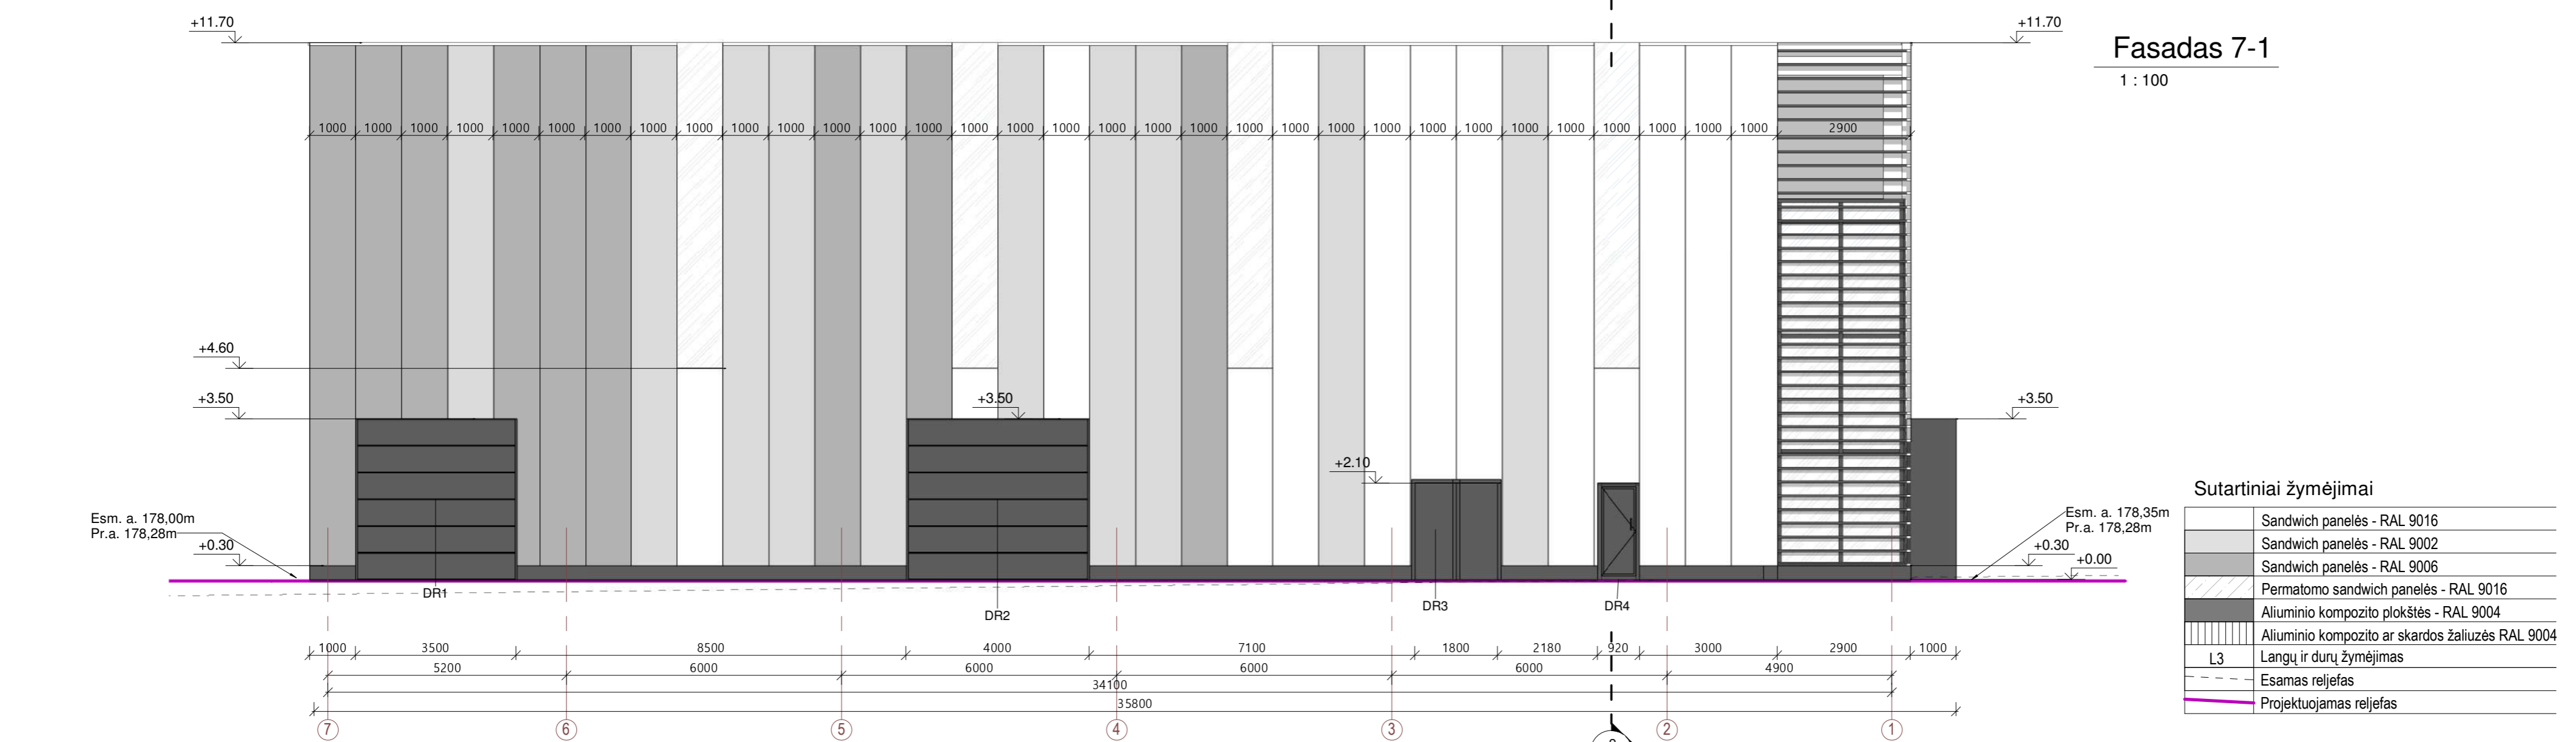 +11.70
+11.70
Fasadas 7-1
1 : 100
1000 1000 1000 1000 1000 1000 1000 1000 1000 1000 1000 1000 1000 1000 1000 1000 1000 1000 1000 1000 1000 1000 1000 1000 1000 1000 1000 1000 1000 1000 1000 1000 2900
+4.60
+3.50
+3.50
+3.50
+2.10
Esm. a. 178,00m
Pr.a. 178,28m
+0.30
Esm. a. 178,35m
Pr.a. 178,28m
+0.30
+0.00
DR1
DR2
DR3
DR4
1000 3500 8500 4000 7100 1800 2180 920 3000 2900 1000
5200 6000 6000 6000 6000 4900
34100
35800
7 6 5 4 3 2 1
Sutartiniai žymėjimai
Sandwich panelės - RAL 9016
Sandwich panelės - RAL 9002
Sandwich panelės - RAL 9006
Permatomo sandwich panelės - RAL 9016
Aliuminio kompozito plokštės - RAL 9004
Aliuminio kompozito ar skardos žaliuzės RAL 9004
L3 Langų ir durų žymėjimas
Esamas reljefas
Projektuojamas reljefas